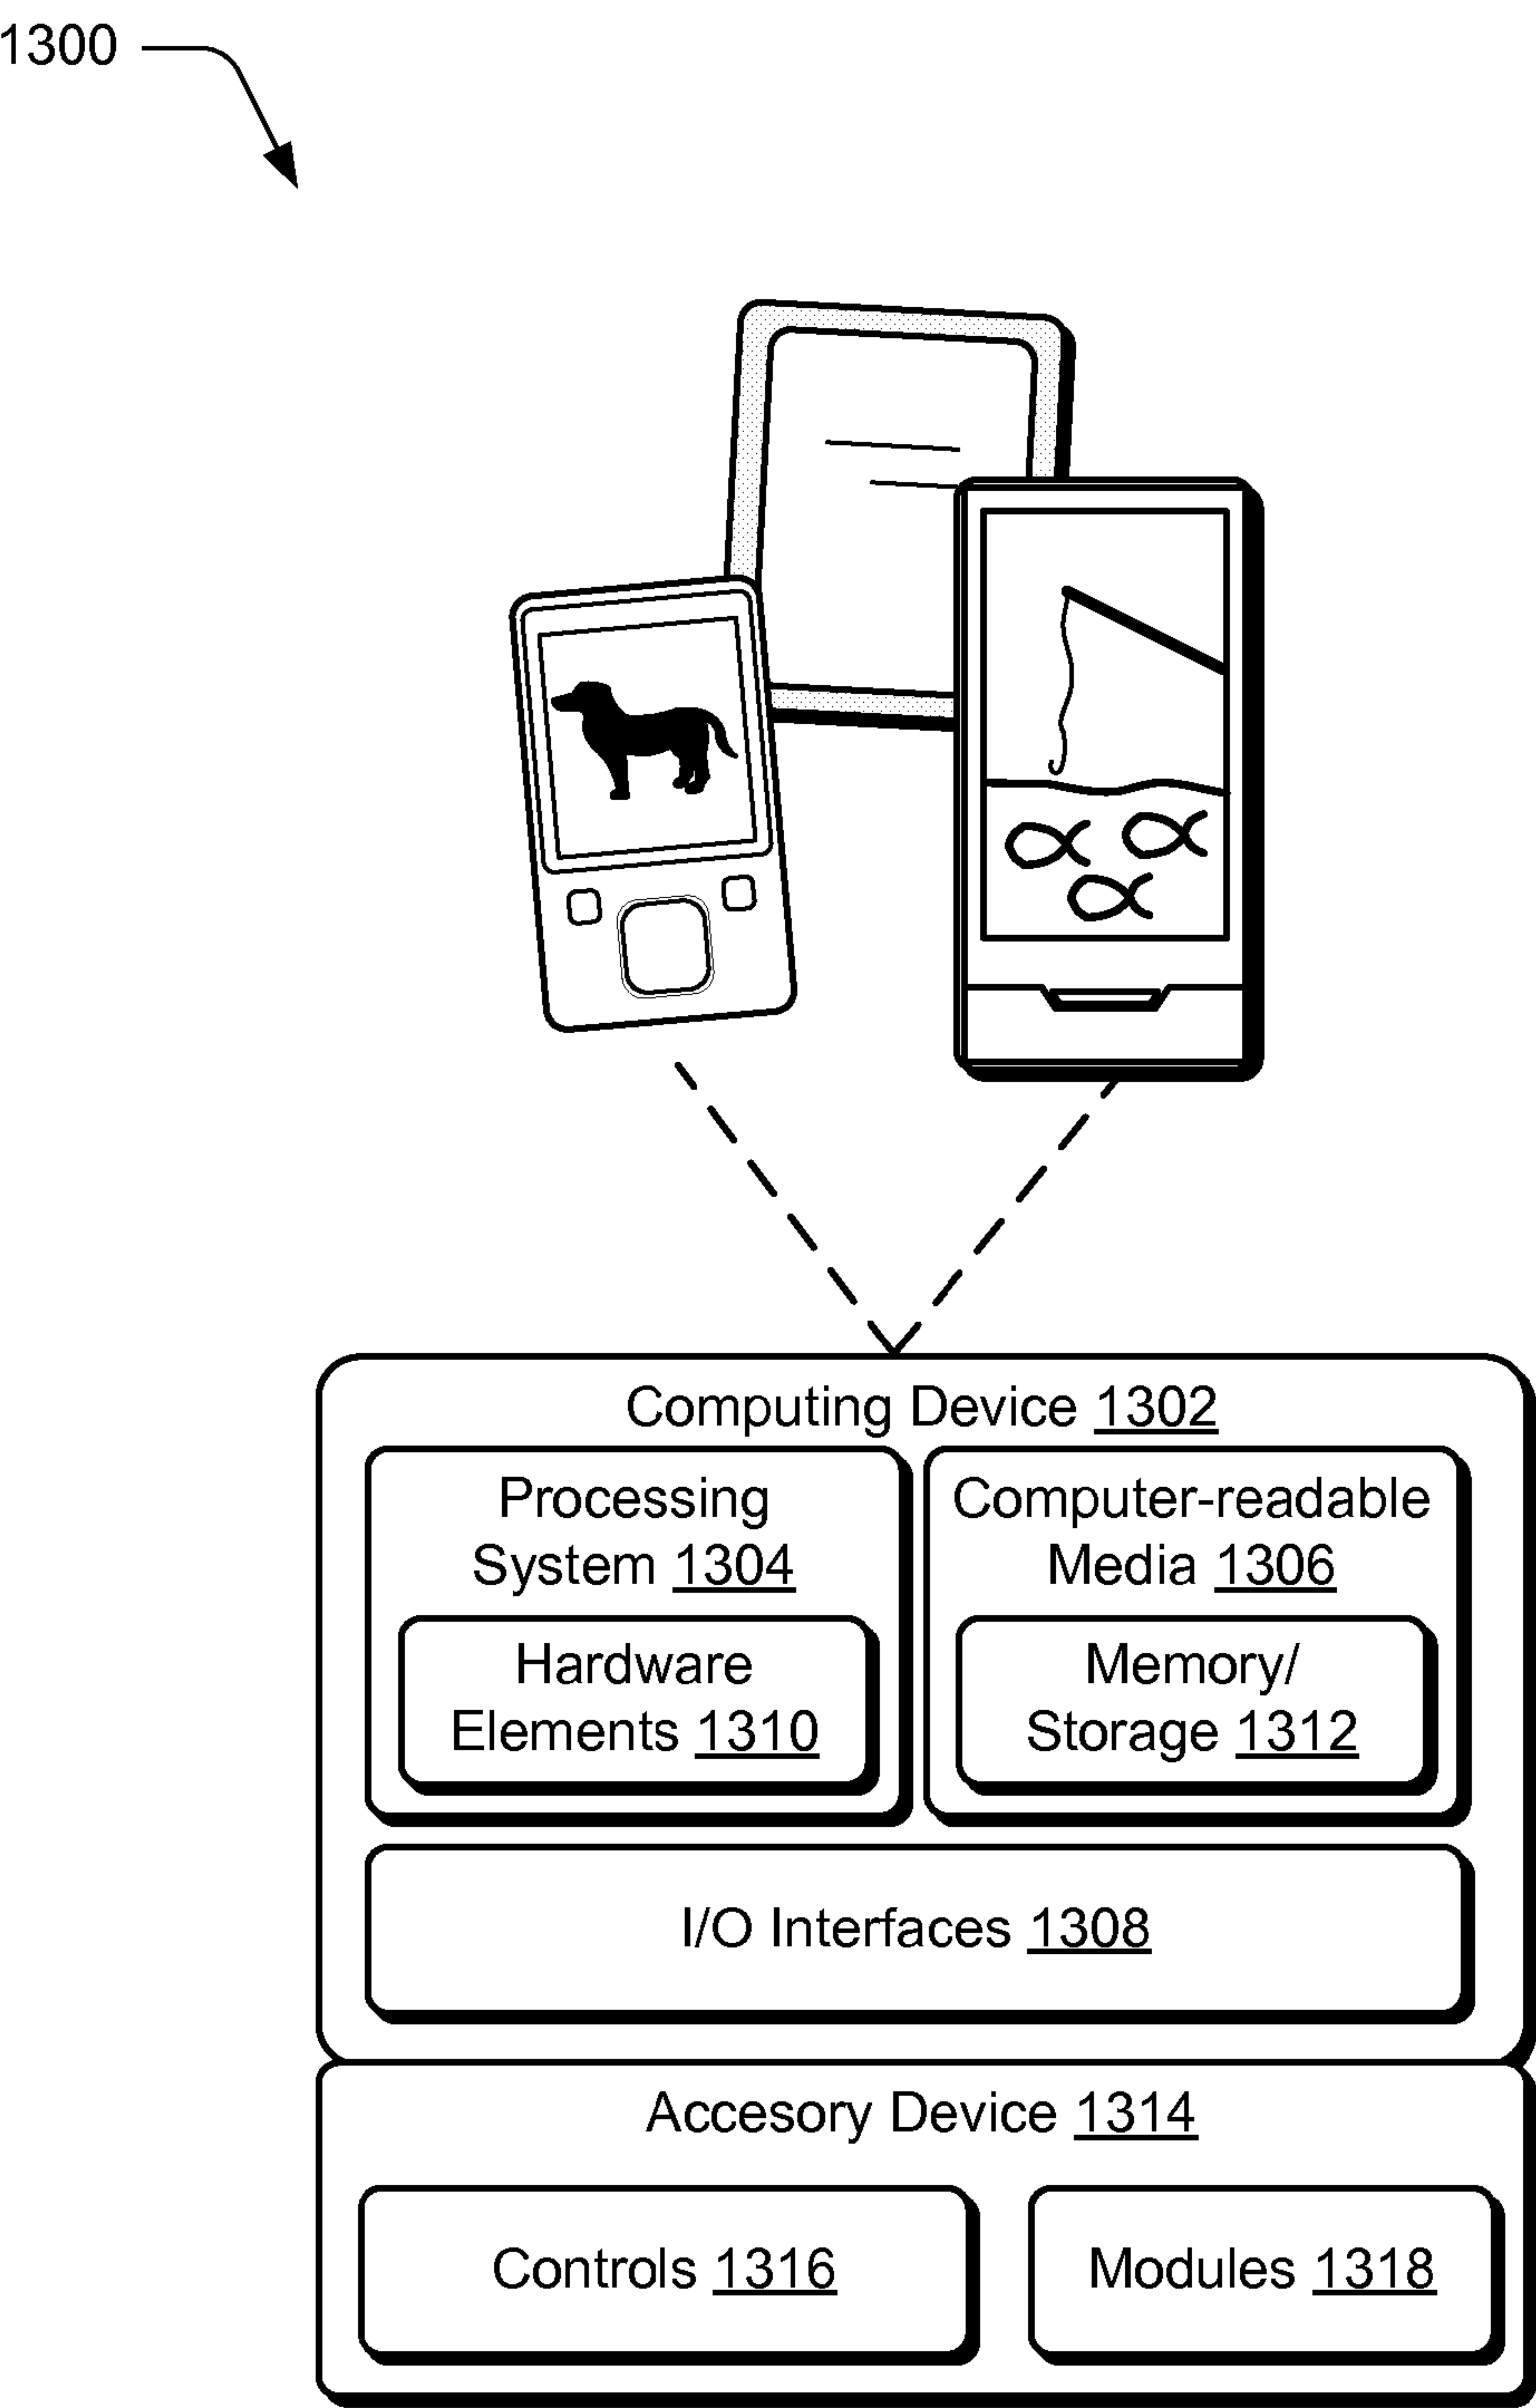 1300
Computing Device 1302
Processing
System 1304
Hardware
Elements 1310
Computer-readable
Media 1306
Memory/
Storage 1312
I/O Interfaces 1308
Accesory Device 1314
Controls 1316
Modules 1318